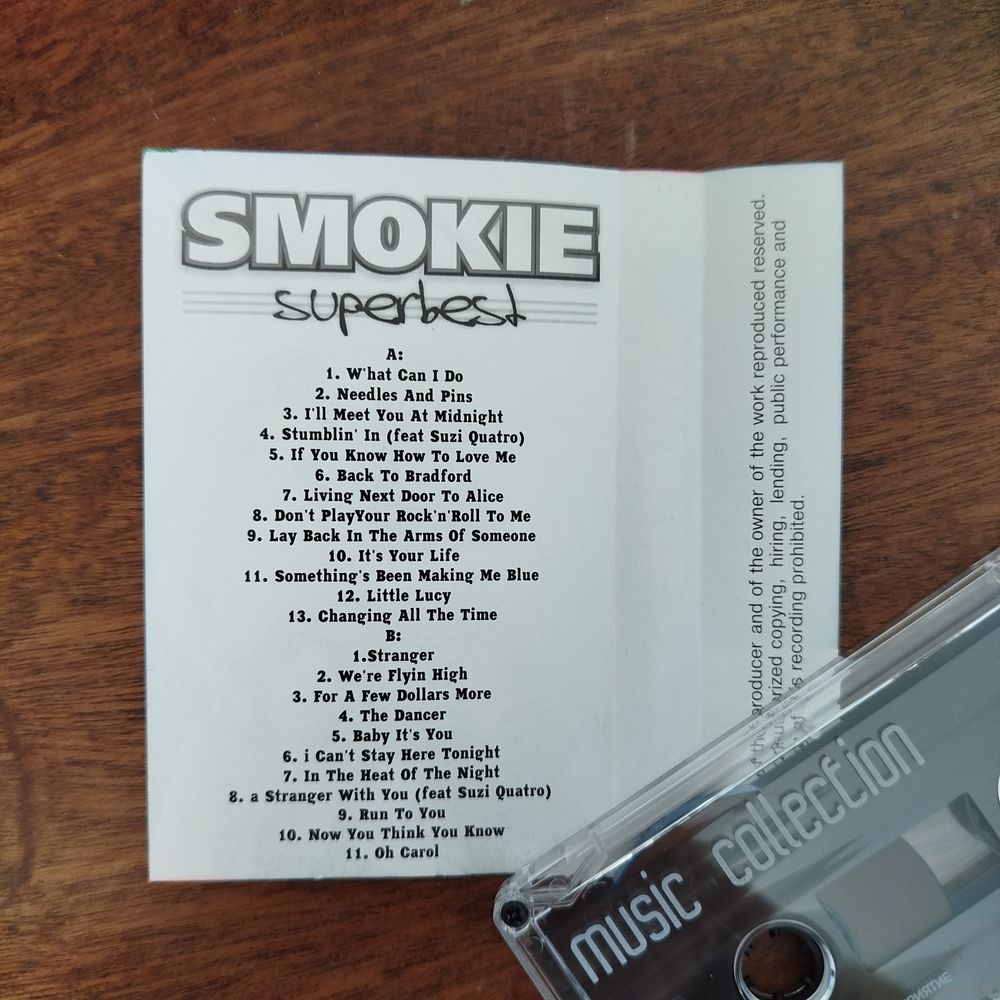 SMOKIE
superbest
A:
1. W'hat Can I Do
2. Needles And Pins
3. I'll Meet You At Midnight
4. Stumblin' In (feat Suzi Quatro)
5. If You Know How To Love Me
6. Back To Bradford
7. Living Next Door To Alice
8. Don't PlayYour Rock'n'Roll To Me
9. Lay Back In The Arms Of Someone
10. It's Your Life
11. Something's Been Making Me Blue
12. Little Lucy
13. Changing All The Time
B:
1.Stranger
2. We're Flyin High
3. For A Few Dollars More
4. The Dancer
5. Baby It's You
6. i Can't Stay Here Tonight
7. In The Heat Of The Night
8. a Stranger With You (feat Suzi Quatro)
9. Run To You
10. Now You Think You Know
11. Oh Carol
producer and of the owner of the work reproduced reserved.
copying, hiring, lending, public performance and
recording prohibited.
music collection